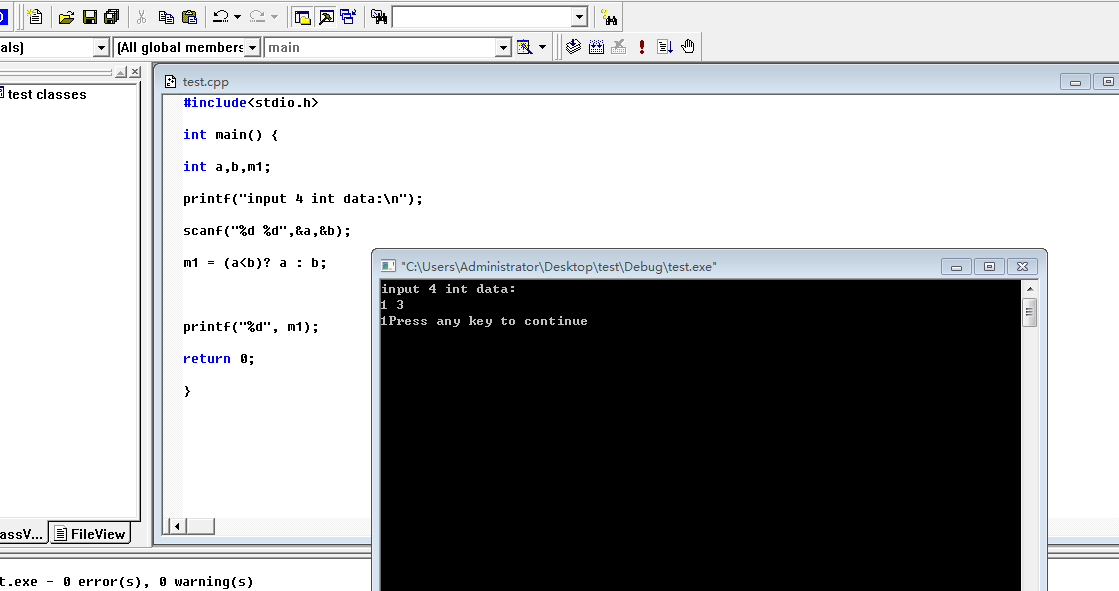 als)
(All global members
main
test classes
test.cpp
#include<stdio.h>
int main() {
int a,b,m1;
printf("input 4 int data:\n");
scanf("%d %d",&a,&b);
m1 = (a<b)? a : b;
printf("%d", m1);
return 0;
}
"C:\Users\Administrator\Desktop\test\Debug\test.exe"
input 4 int data:
1 3
1Press any key to continue
assV...
FileView
t.exe - 0 error(s), 0 warning(s)